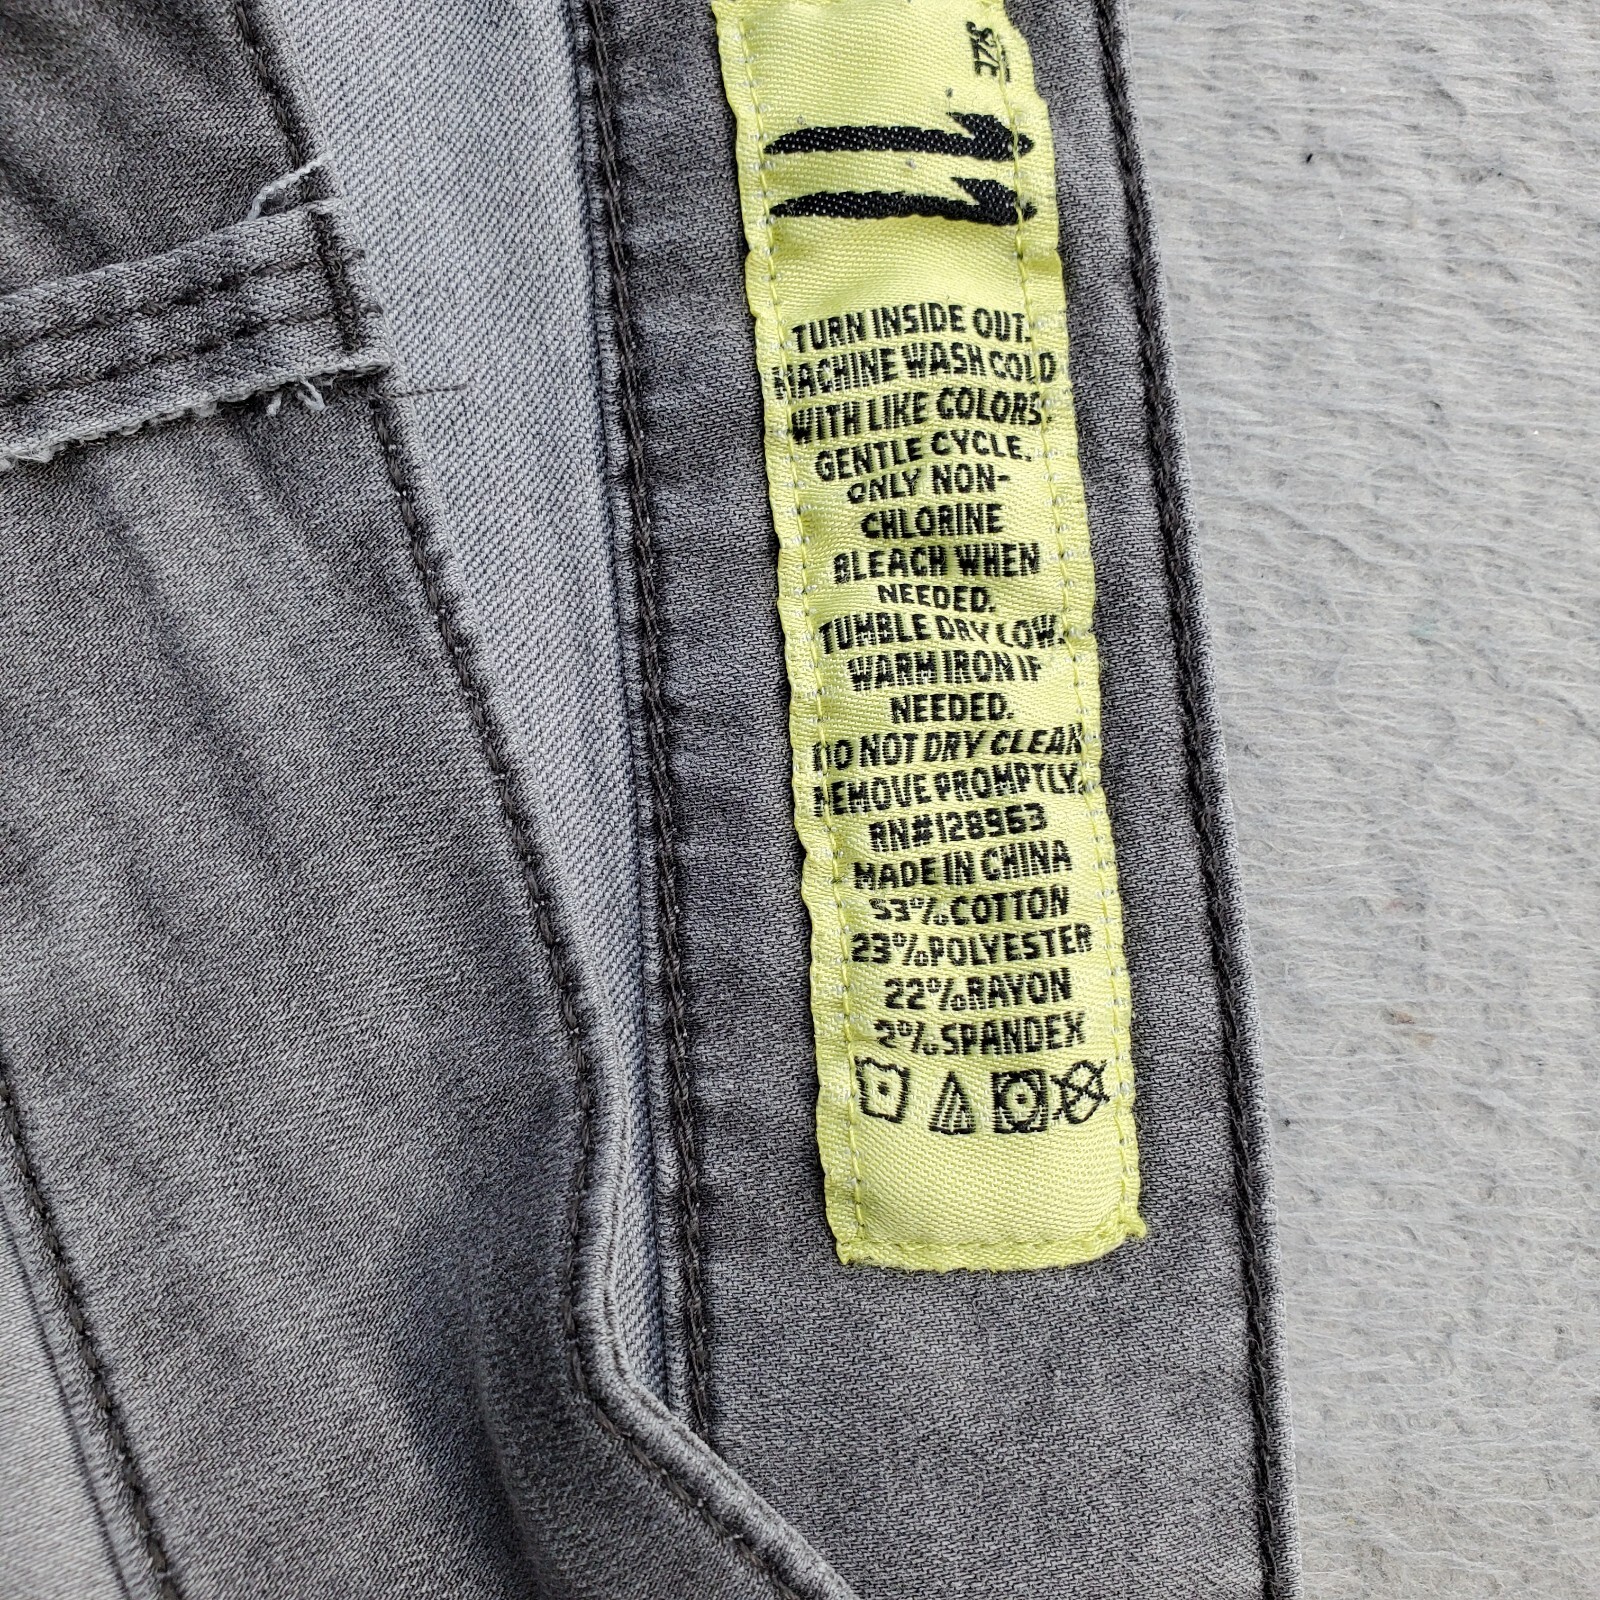 SIZE
11
TURN INSIDE OUT.
MACHINE WASH COLD
WITH LIKE COLORS.
GENTLE CYCLE.
ONLY NON-
CHLORINE
BLEACH WHEN
NEEDED.
TUMBLE DRY LOW.
WARM IRON IF
NEEDED.
DO NOT DRY CLEAN
REMOVE PROMPTLY.
RN#128963
MADE IN CHINA
53%COTTON
23%POLYESTER
22%RAYON
2%SPANDEX